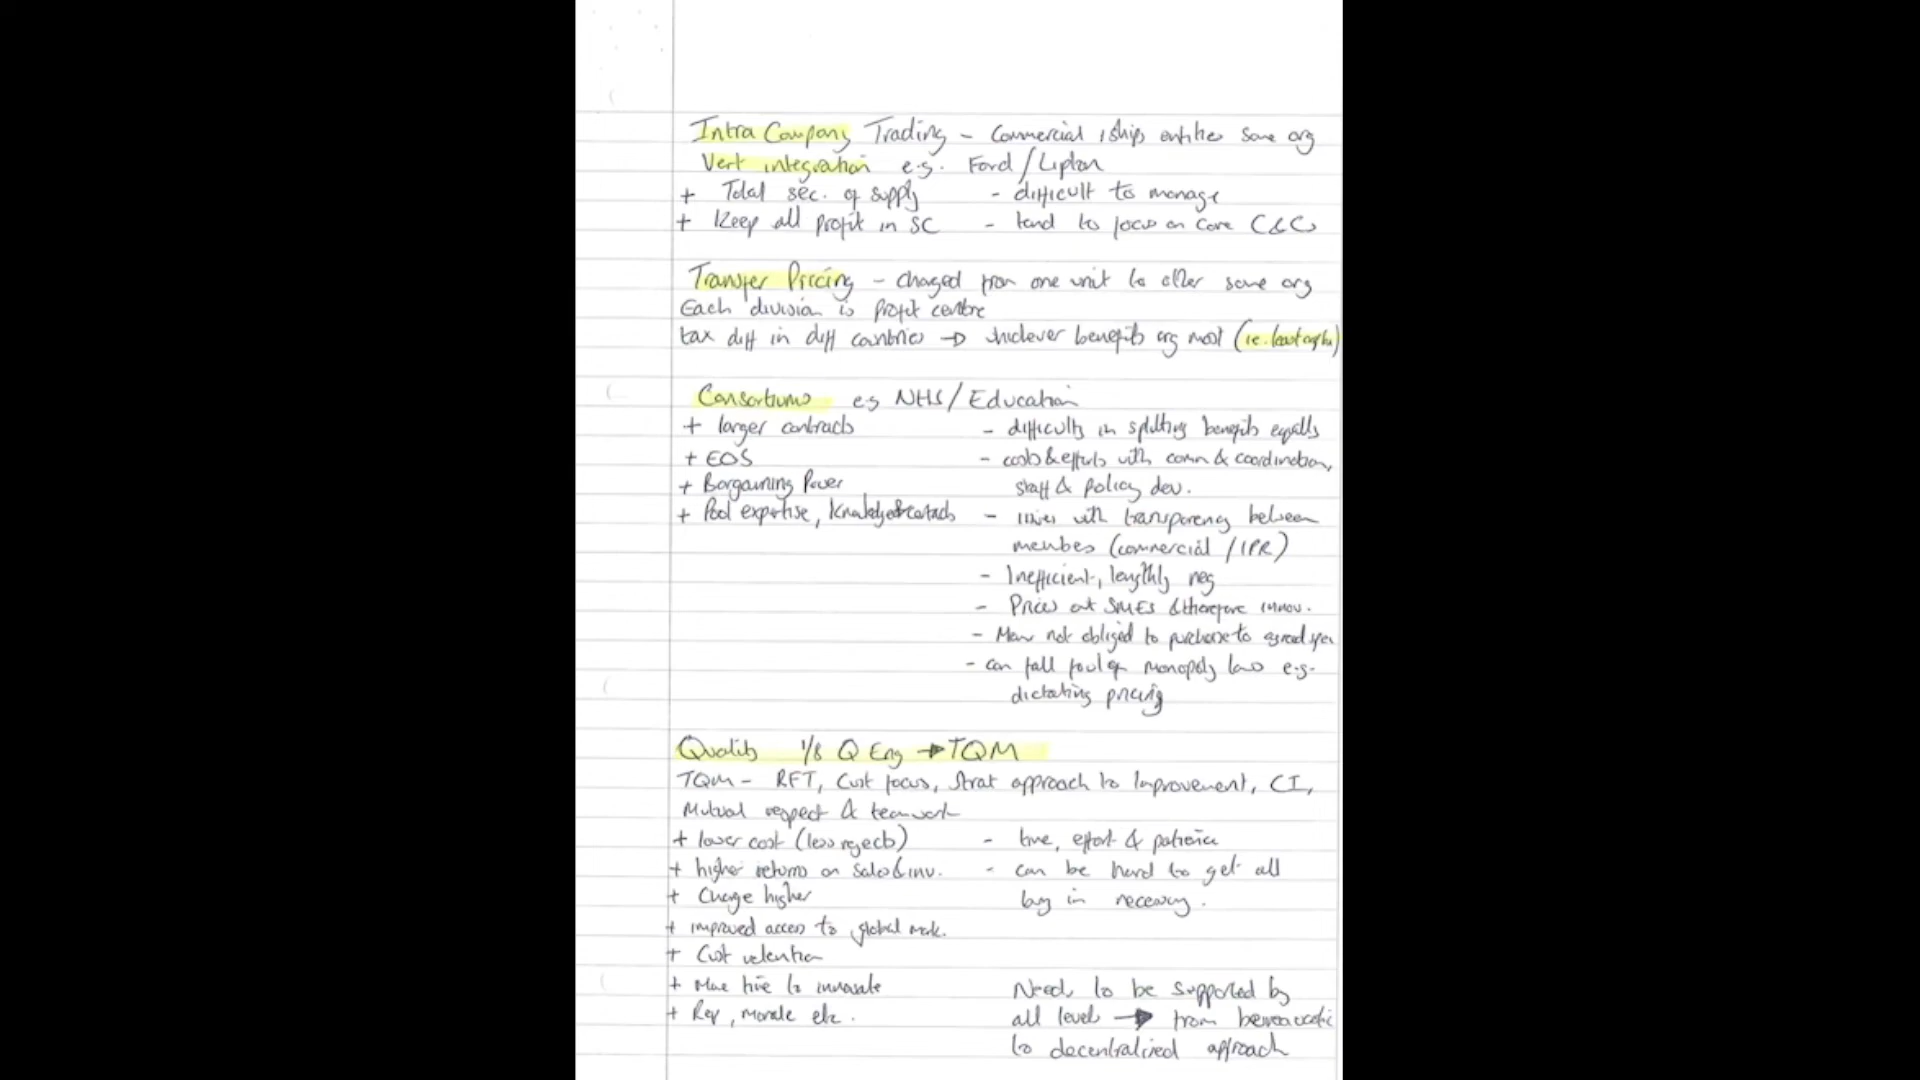 Intra Company Trading - Commercial r'ships entities same org
Vert integration e.g. Ford/Lipton
+ Total sec. of supply - difficult to manage
+ Keep all profit in SC - tend to focus on core C&Cs
Transfer Pricing - charged from one unit to other same org
Each division is profit centre
tax diff in diff countries → whichever benefits org most (ie.
Consortiums eg NHS/Education
+ larger contracts - difficulty in splitting benefits equally
+ EOS - costs & efforts with comm & coordination,
+ Bargaining Power staff & policy dev.
+ Pool expertise, knowledge & contacts - issues with transparency between
members (commercial / IPR)
- Inefficient, lengthy neg
- Prices out SMEs & therefore innov.
- Mem not obliged to purchase to agreed spec
- can fall foul of monopoly laws e.g.
dictating pricing
Quality 1/8 Q Eng → TQM
TQM - RFT, Cust focus, Strat approach to Improvement, CI,
Mutual respect & teamwork
+ lower cost (less rejects) - time, effort & patience
+ higher returns on sales & inv. - can be hard to get all
+ Charge higher buy in necessary.
+ improved access to global mark.
+ Cust retention
+ More time to innovate Need to be supported by
+ Rep, morale etc. all levels → from bereaucratic
to decentralised approach